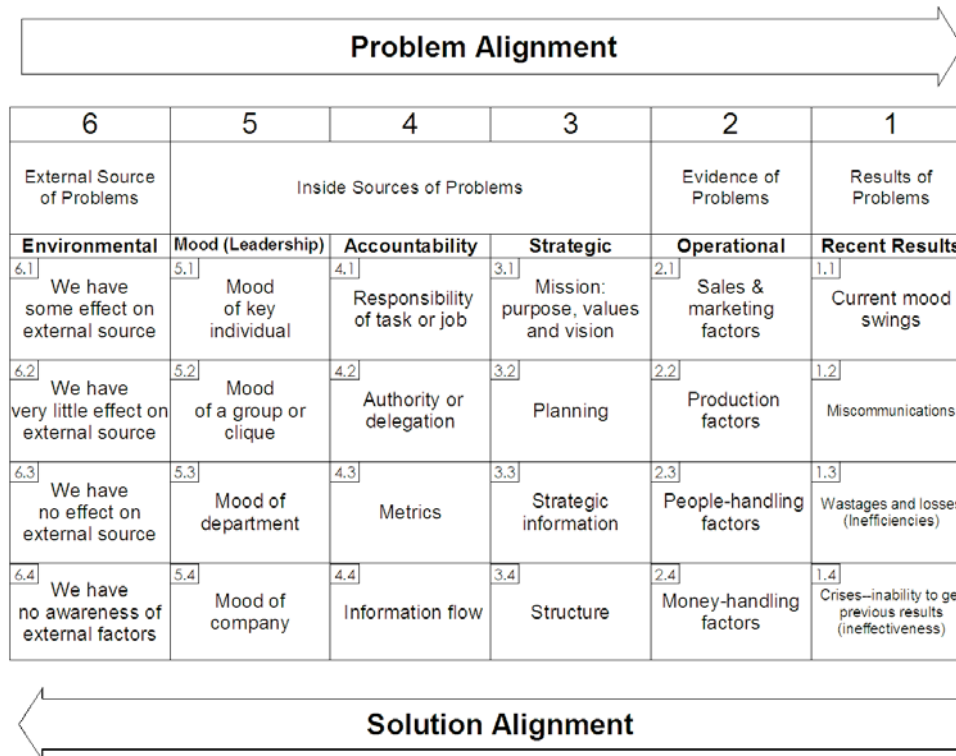 Problem Alignment
6 5 4 3 2 1
External Source
of Problems
Inside Sources of Problems
Evidence of
Problems
Results of
Problems
Environmental Mood (Leadership) Accountability Strategic Operational Recent Results
6.1
We have
some effect on
external source
5.1
Mood
of key
individual
4.1
Responsibility
of task or job
3.1
Mission:
purpose, values
and vision
2.1
Sales &
marketing
factors
1.1
Current mood
swings
6.2
We have
very little effect on
external source
5.2
Mood
of a group or
clique
4.2
Authority or
delegation
3.2
Planning
2.2
Production
factors
1.2
Miscommunications
6.3
We have
no effect on
external source
5.3
Mood of
department
4.3
Metrics
3.3
Strategic
information
2.3
People-handling
factors
1.3
Wastages and losses
(Inefficiencies)
6.4
We have
no awareness of
external factors
5.4
Mood of
company
4.4
Information flow
3.4
Structure
2.4
Money-handling
factors
1.4
Crises--inability to ge
previous results
(ineffectiveness)
Solution Alignment